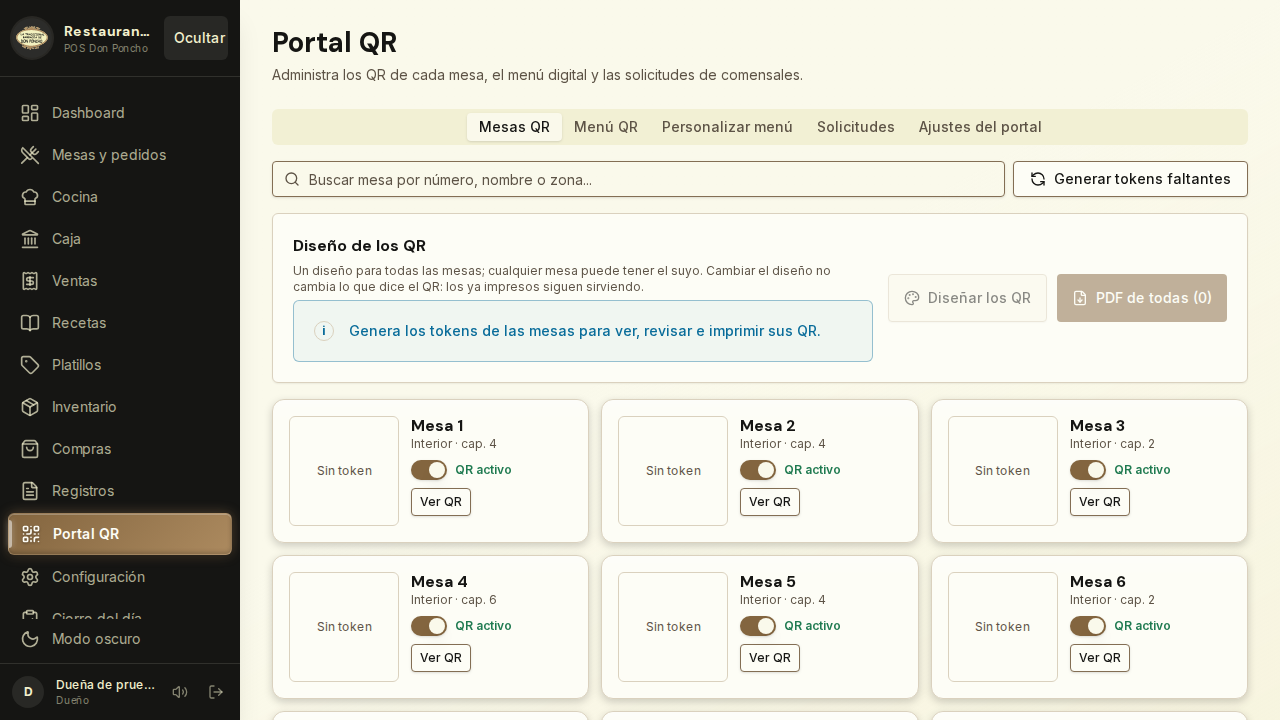 Restauran…
POS Don Poncho
Ocultar
Dashboard
Mesas y pedidos
Cocina
Caja
Ventas
Recetas
Platillos
Inventario
Compras
Registros
Portal QR
Configuración
Cierre del día
Modo oscuro
D
Dueña de prue…
Dueño
Portal QR
Administra los QR de cada mesa, el menú digital y las solicitudes de comensales.
Mesas QR
Menú QR
Personalizar menú
Solicitudes
Ajustes del portal
Buscar mesa por número, nombre o zona...
Generar tokens faltantes
Diseño de los QR
Un diseño para todas las mesas; cualquier mesa puede tener el suyo. Cambiar el diseño no
cambia lo que dice el QR: los ya impresos siguen sirviendo.
i
Genera los tokens de las mesas para ver, revisar e imprimir sus QR.
Diseñar los QR
PDF de todas (0)
Sin token
Mesa 1
Interior · cap. 4
QR activo
Ver QR
Sin token
Mesa 2
Interior · cap. 4
QR activo
Ver QR
Sin token
Mesa 3
Interior · cap. 2
QR activo
Ver QR
Sin token
Mesa 4
Interior · cap. 6
QR activo
Ver QR
Sin token
Mesa 5
Interior · cap. 4
QR activo
Ver QR
Sin token
Mesa 6
Interior · cap. 2
QR activo
Ver QR